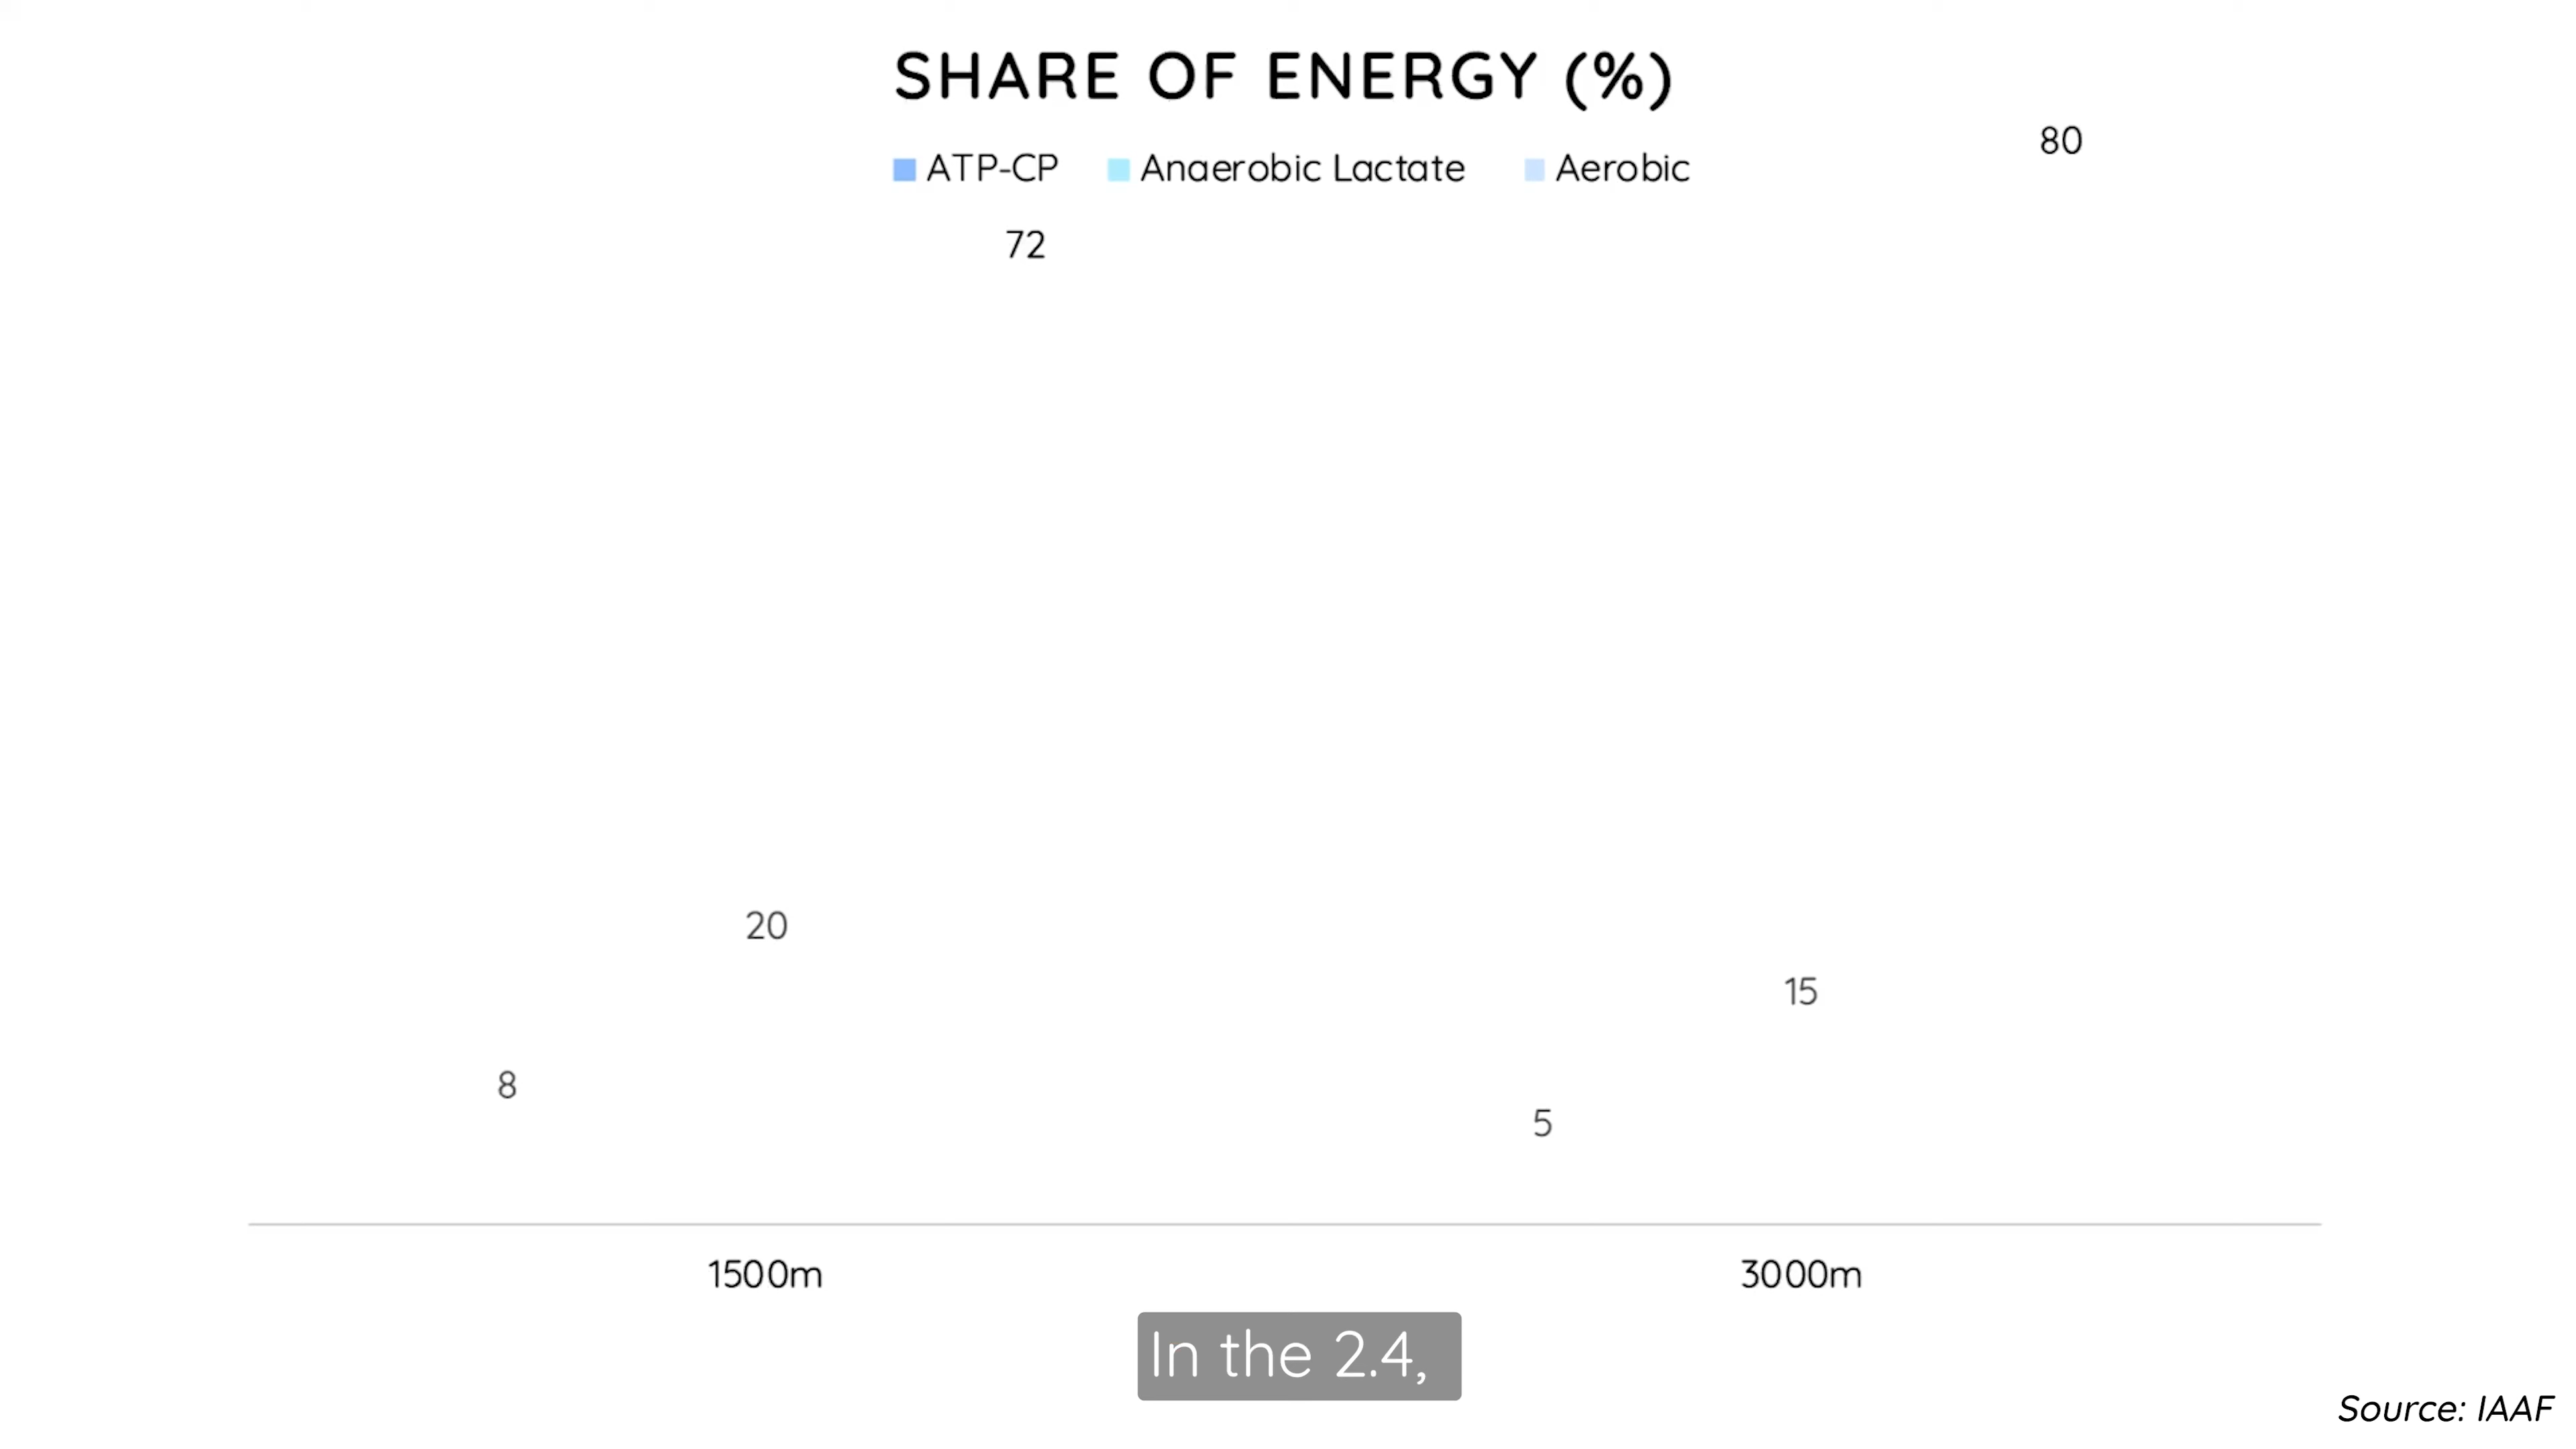 SHARE OF ENERGY (%)
80
ATP-CP Anaerobic Lactate Aerobic
72
20
15
8
5
1500m 3000m
In the 2.4,
Source: IAAF